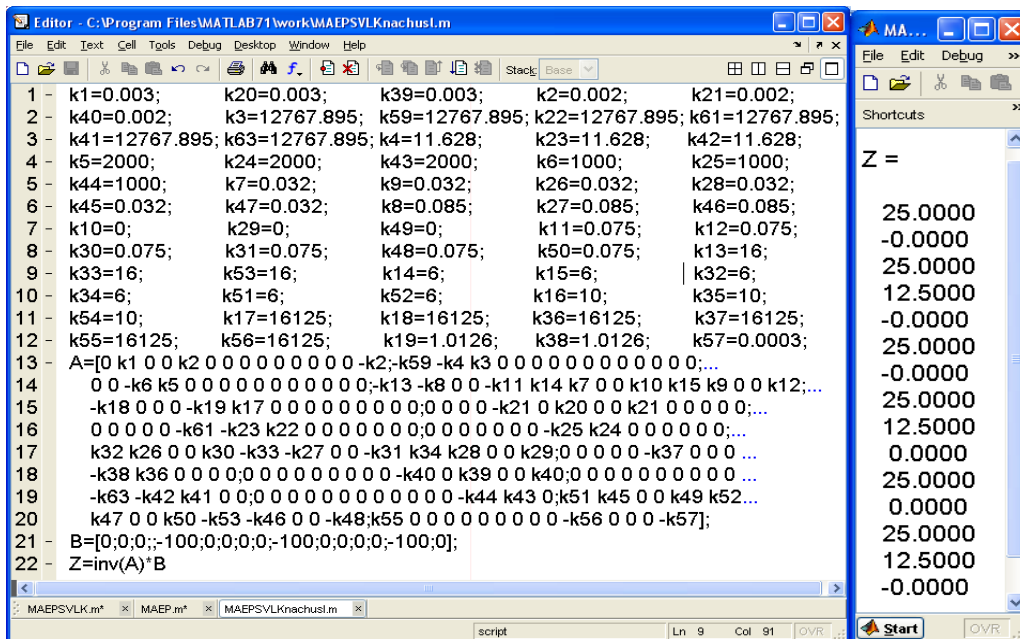 Editor - C:\Program Files\MATLAB71\work\MAEPSVLKnachusl.m
File Edit Text Cell Tools Debug Desktop Window Help
Stack: Base
1 - k1=0.003; k20=0.003; k39=0.003; k2=0.002; k21=0.002;
2 - k40=0.002; k3=12767.895; k59=12767.895; k22=12767.895; k61=12767.895;
3 - k41=12767.895; k63=12767.895; k4=11.628; k23=11.628; k42=11.628;
4 - k5=2000; k24=2000; k43=2000; k6=1000; k25=1000;
5 - k44=1000; k7=0.032; k9=0.032; k26=0.032; k28=0.032;
6 - k45=0.032; k47=0.032; k8=0.085; k27=0.085; k46=0.085;
7 - k10=0; k29=0; k49=0; k11=0.075; k12=0.075;
8 - k30=0.075; k31=0.075; k48=0.075; k50=0.075; k13=16;
9 - k33=16; k53=16; k14=6; k15=6; k32=6;
10 - k34=6; k51=6; k52=6; k16=10; k35=10;
11 - k54=10; k17=16125; k18=16125; k36=16125; k37=16125;
12 - k55=16125; k56=16125; k19=1.0126; k38=1.0126; k57=0.0003;
13 - A=[0 k1 0 0 k2 0 0 0 0 0 0 0 0 0 -k2;-k59 -k4 k3 0 0 0 0 0 0 0 0 0 0 0 0;...
14 0 0 -k6 k5 0 0 0 0 0 0 0 0 0 0 0;-k13 -k8 0 0 -k11 k14 k7 0 0 k10 k15 k9 0 0 k12;...
15 -k18 0 0 0 -k19 k17 0 0 0 0 0 0 0 0 0;0 0 0 0 -k21 0 k20 0 0 k21 0 0 0 0 0;...
16 0 0 0 0 0 -k61 -k23 k22 0 0 0 0 0 0 0;0 0 0 0 0 0 0 -k25 k24 0 0 0 0 0 0;...
17 k32 k26 0 0 k30 -k33 -k27 0 0 -k31 k34 k28 0 0 k29;0 0 0 0 0 -k37 0 0 0 ...
18 -k38 k36 0 0 0 0;0 0 0 0 0 0 0 0 0 -k40 0 k39 0 0 k40;0 0 0 0 0 0 0 0 0 0 ...
19 -k63 -k42 k41 0 0;0 0 0 0 0 0 0 0 0 0 0 0 -k44 k43 0;k51 k45 0 0 k49 k52...
20 k47 0 0 k50 -k53 -k46 0 0 -k48;k55 0 0 0 0 0 0 0 0 0 -k56 0 0 0 -k57];
21 - B=[0;0;0;;-100;0;0;0;0;-100;0;0;0;0;-100;0];
22 - Z=inv(A)*B
MAEPSVLK.m* MAEP.m* MAEPSVLKnachusl.m
script Ln 9 Col 91 OVR
MA...
File Edit Debug »
Shortcuts
Z =
25.0000
-0.0000
25.0000
12.5000
-0.0000
25.0000
-0.0000
25.0000
12.5000
0.0000
25.0000
0.0000
25.0000
12.5000
-0.0000
Start OVR